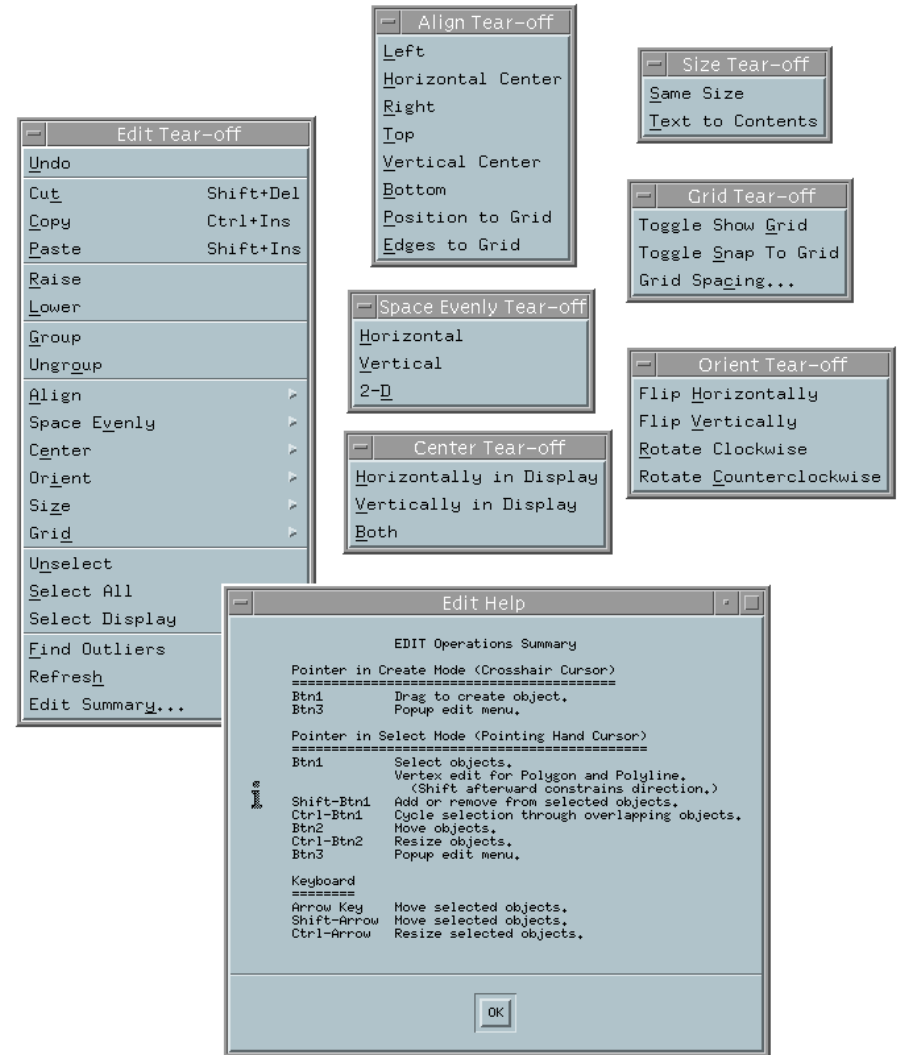 Align Tear-off
Left
Horizontal Center
Right
Top
Vertical Center
Bottom
Position to Grid
Edges to Grid
Size Tear-off
Same Size
Text to Contents
Edit Tear-off
Undo
Cut Shift+Del
Copy Ctrl+Ins
Paste Shift+Ins
Raise
Lower
Group
Ungroup
Align
Space Evenly
Center
Orient
Size
Grid
Unselect
Select All
Select Display
Find Outliers
Refresh
Edit Summary...
Grid Tear-off
Toggle Show Grid
Toggle Snap To Grid
Grid Spacing...
Space Evenly Tear-off
Horizontal
Vertical
2-D
Orient Tear-off
Flip Horizontally
Flip Vertically
Rotate Clockwise
Rotate Counterclockwise
Center Tear-off
Horizontally in Display
Vertically in Display
Both
Edit Help
EDIT Operations Summary
Pointer in Create Mode (Crosshair Cursor)
=========================================
Btn1 Drag to create object.
Btn3 Popup edit menu.
Pointer in Select Mode (Pointing Hand Cursor)
=============================================
Btn1 Select objects.
Vertex edit for Polygon and Polyline.
(Shift afterward constrains direction.)
Shift-Btn1 Add or remove from selected objects.
Ctrl-Btn1 Cycle selection through overlapping objects.
Btn2 Move objects.
Ctrl-Btn2 Resize objects.
Btn3 Popup edit menu.
Keyboard
========
Arrow Key Move selected objects.
Shift-Arrow Move selected objects.
Ctrl-Arrow Resize selected objects.
OK